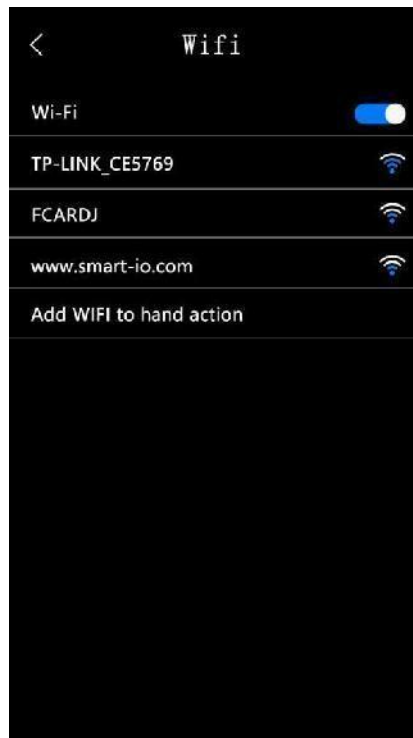 Wifi
Wi-Fi
TP-LINK_CE5769
FCARDJ
www.smart-io.com
Add WIFI to hand action